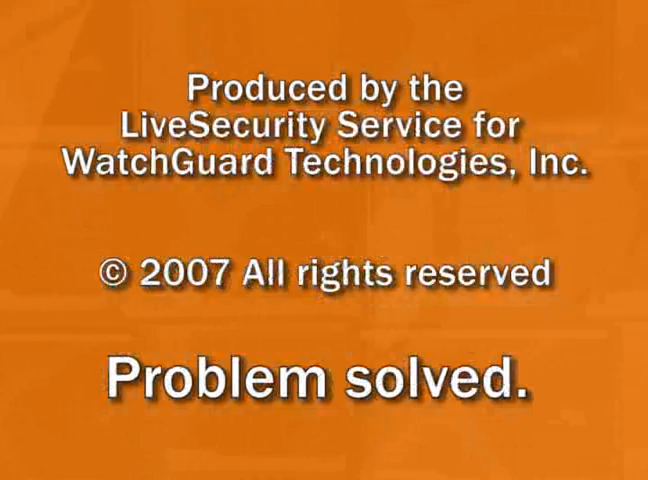 Produced by the
LiveSecurity Service for
WatchGuard Technologies, Inc.
© 2007 All rights reserved
Problem solved.